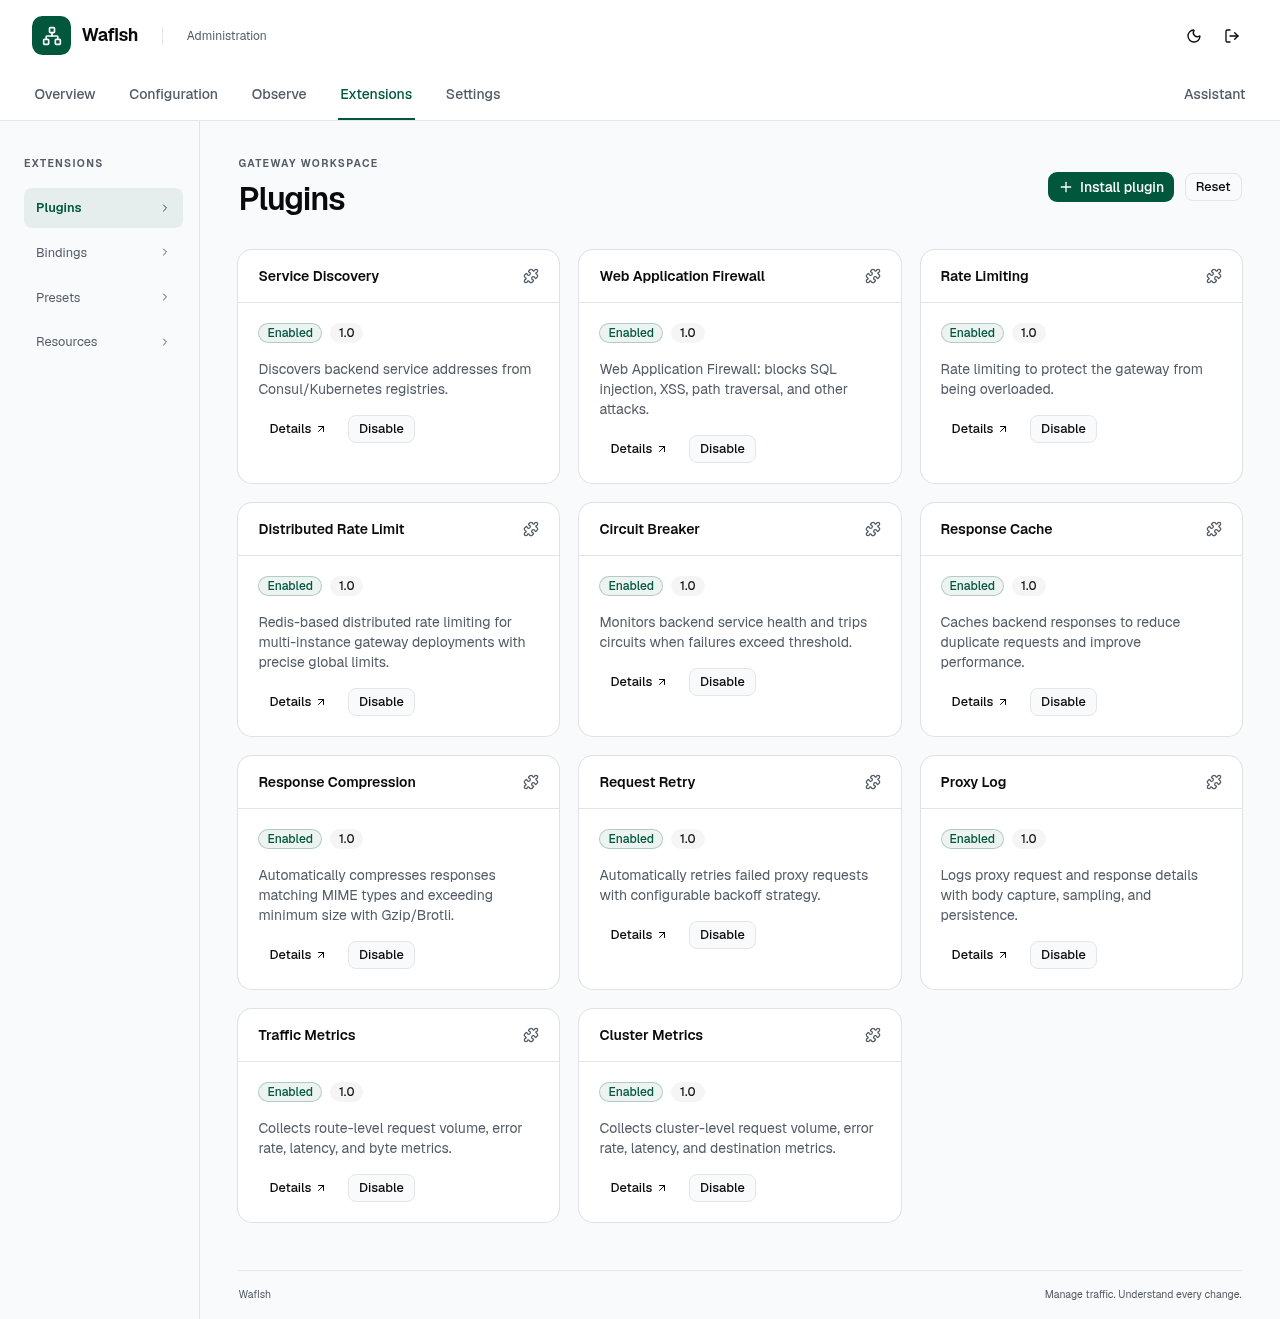 Wafish
Administration
Overview
Configuration
Observe
Extensions
Settings
Assistant
EXTENSIONS
Plugins
Bindings
Presets
Resources
GATEWAY WORKSPACE
Plugins
Install plugin
Reset
Service Discovery
Enabled
1.0
Discovers backend service addresses from
Consul/Kubernetes registries.
Details
Disable
Web Application Firewall
Enabled
1.0
Web Application Firewall: blocks SQL
injection, XSS, path traversal, and other
attacks.
Details
Disable
Rate Limiting
Enabled
1.0
Rate limiting to protect the gateway from
being overloaded.
Details
Disable
Distributed Rate Limit
Enabled
1.0
Redis-based distributed rate limiting for
multi-instance gateway deployments with
precise global limits.
Details
Disable
Circuit Breaker
Enabled
1.0
Monitors backend service health and trips
circuits when failures exceed threshold.
Details
Disable
Response Cache
Enabled
1.0
Caches backend responses to reduce
duplicate requests and improve
performance.
Details
Disable
Response Compression
Enabled
1.0
Automatically compresses responses
matching MIME types and exceeding
minimum size with Gzip/Brotli.
Details
Disable
Request Retry
Enabled
1.0
Automatically retries failed proxy requests
with configurable backoff strategy.
Details
Disable
Proxy Log
Enabled
1.0
Logs proxy request and response details
with body capture, sampling, and
persistence.
Details
Disable
Traffic Metrics
Enabled
1.0
Collects route-level request volume, error
rate, latency, and byte metrics.
Details
Disable
Cluster Metrics
Enabled
1.0
Collects cluster-level request volume, error
rate, latency, and destination metrics.
Details
Disable
Wafish
Manage traffic. Understand every change.